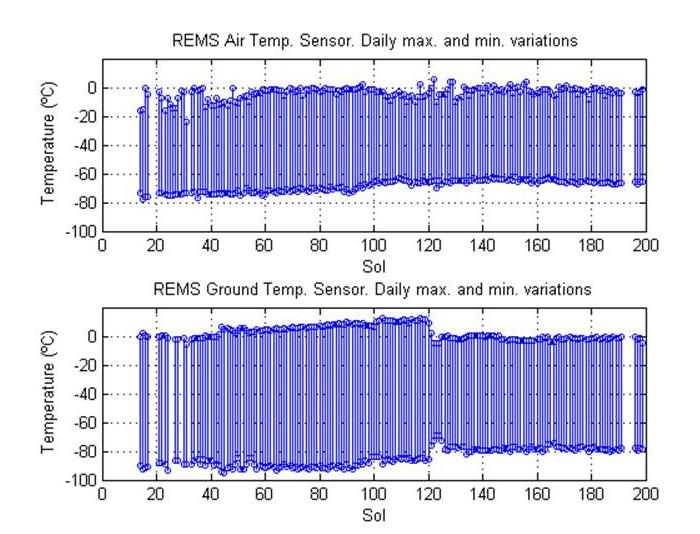 REMS Air Temp. Sensor. Daily max. and min. variations
Temperature (ºC)
0
-20
-40
-60
-80
-100
0 20 40 60 80 100 120 140 160 180 200
Sol
REMS Ground Temp. Sensor. Daily max. and min. variations
Temperature (ºC)
0
-20
-40
-60
-80
-100
0 20 40 60 80 100 120 140 160 180 200
Sol